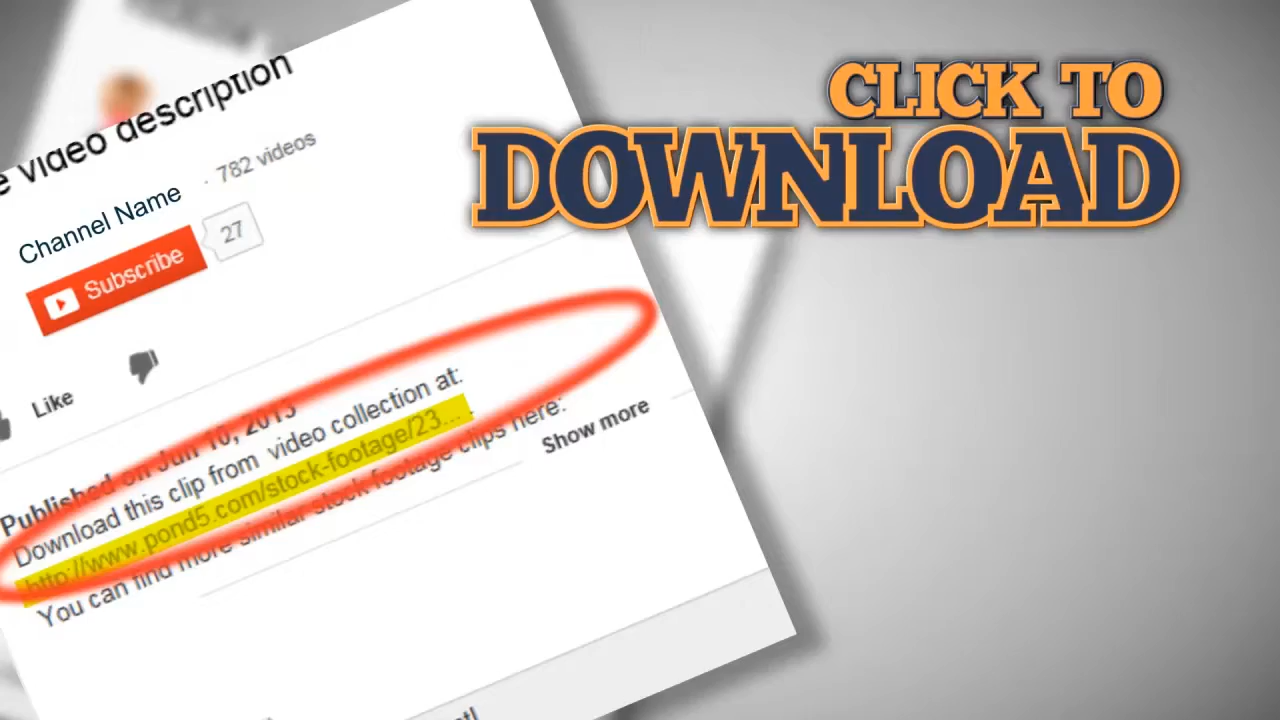 CLICK TO
DOWNLOAD
e video description
Channel Name · 782 videos
Subscribe 27
Like
Published on Jun 10, 2013
Download this clip from video collection at:
http://www.pond5.com/stock-footage/23...
You can find more similar stock footage clips here:
Show more